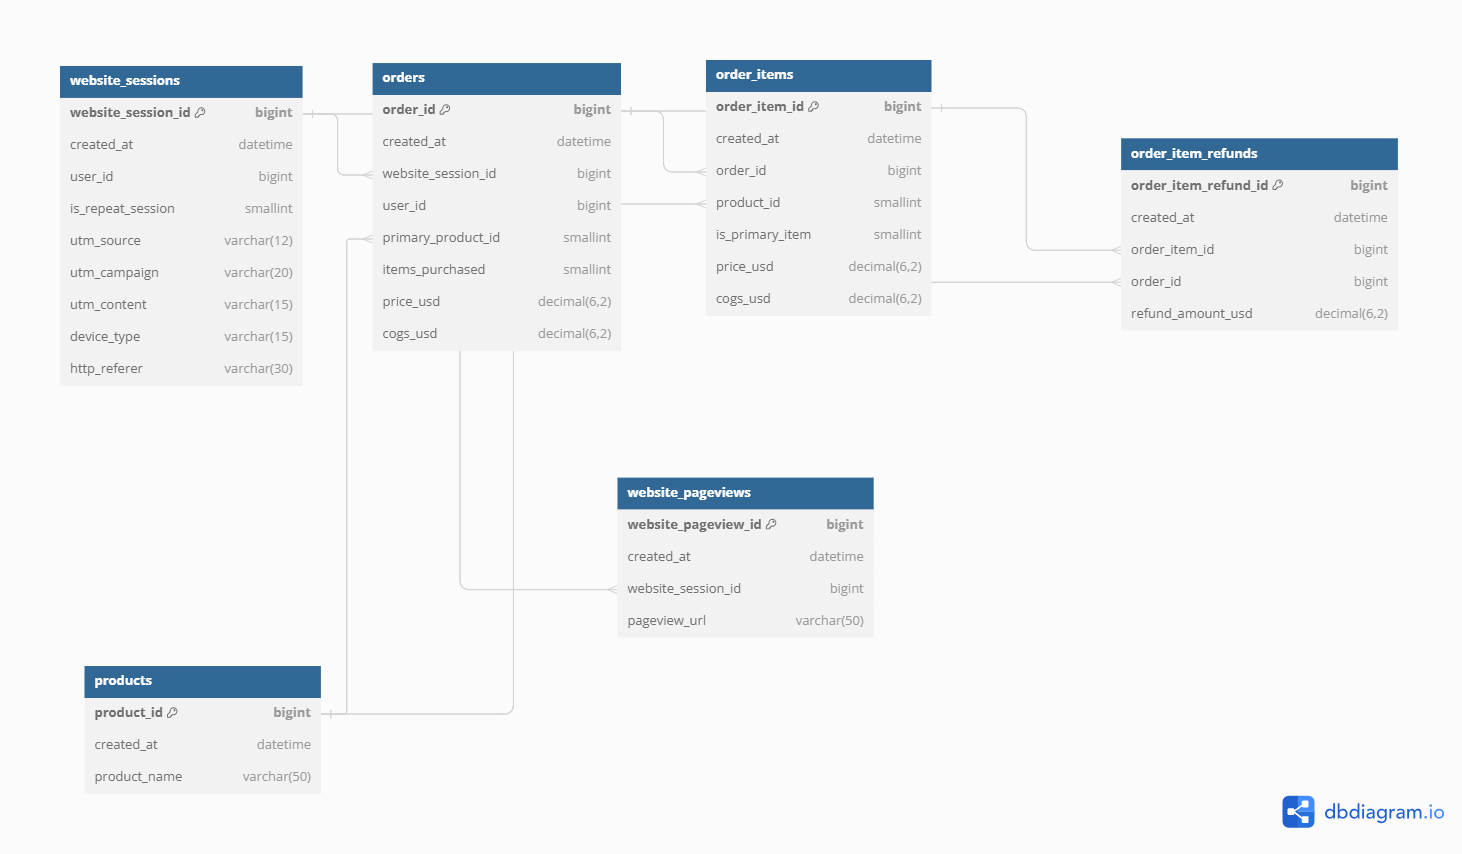 website_sessions
website_session_id bigint
created_at datetime
user_id bigint
is_repeat_session smallint
utm_source varchar(12)
utm_campaign varchar(20)
utm_content varchar(15)
device_type varchar(15)
http_referer varchar(30)
orders
order_id bigint
created_at datetime
website_session_id bigint
user_id bigint
primary_product_id smallint
items_purchased smallint
price_usd decimal(6,2)
cogs_usd decimal(6,2)
order_items
order_item_id bigint
created_at datetime
order_id bigint
product_id smallint
is_primary_item smallint
price_usd decimal(6,2)
cogs_usd decimal(6,2)
order_item_refunds
order_item_refund_id bigint
created_at datetime
order_item_id bigint
order_id bigint
refund_amount_usd decimal(6,2)
website_pageviews
website_pageview_id bigint
created_at datetime
website_session_id bigint
pageview_url varchar(50)
products
product_id bigint
created_at datetime
product_name varchar(50)
dbdiagram.io